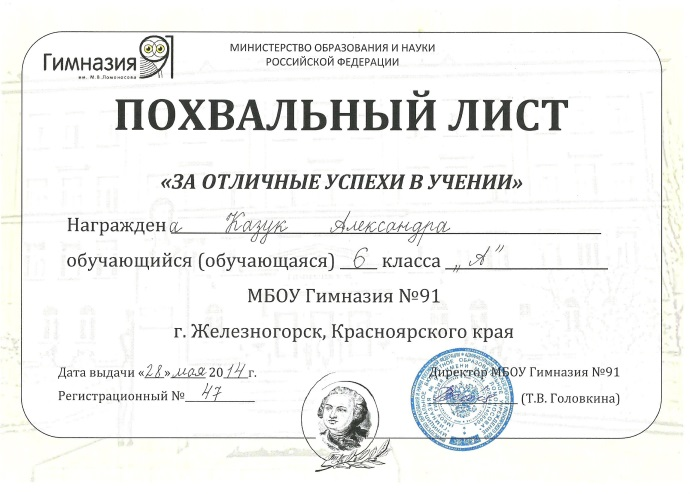 Гимназия 91
им. М.В.Ломоносова
МИНИСТЕРСТВО ОБРАЗОВАНИЯ И НАУКИ
РОССИЙСКОЙ ФЕДЕРАЦИИ
ПОХВАЛЬНЫЙ ЛИСТ
«ЗА ОТЛИЧНЫЕ УСПЕХИ В УЧЕНИИ»
Награждена Казук Александра
обучающийся (обучающаяся) 6 класса „А"
МБОУ Гимназия №91
г. Железногорск, Красноярского края
Дата выдачи «28» мая 2014г.
Директор МБОУ Гимназия №91
Регистрационный № 47
(Т.В. Головкина)